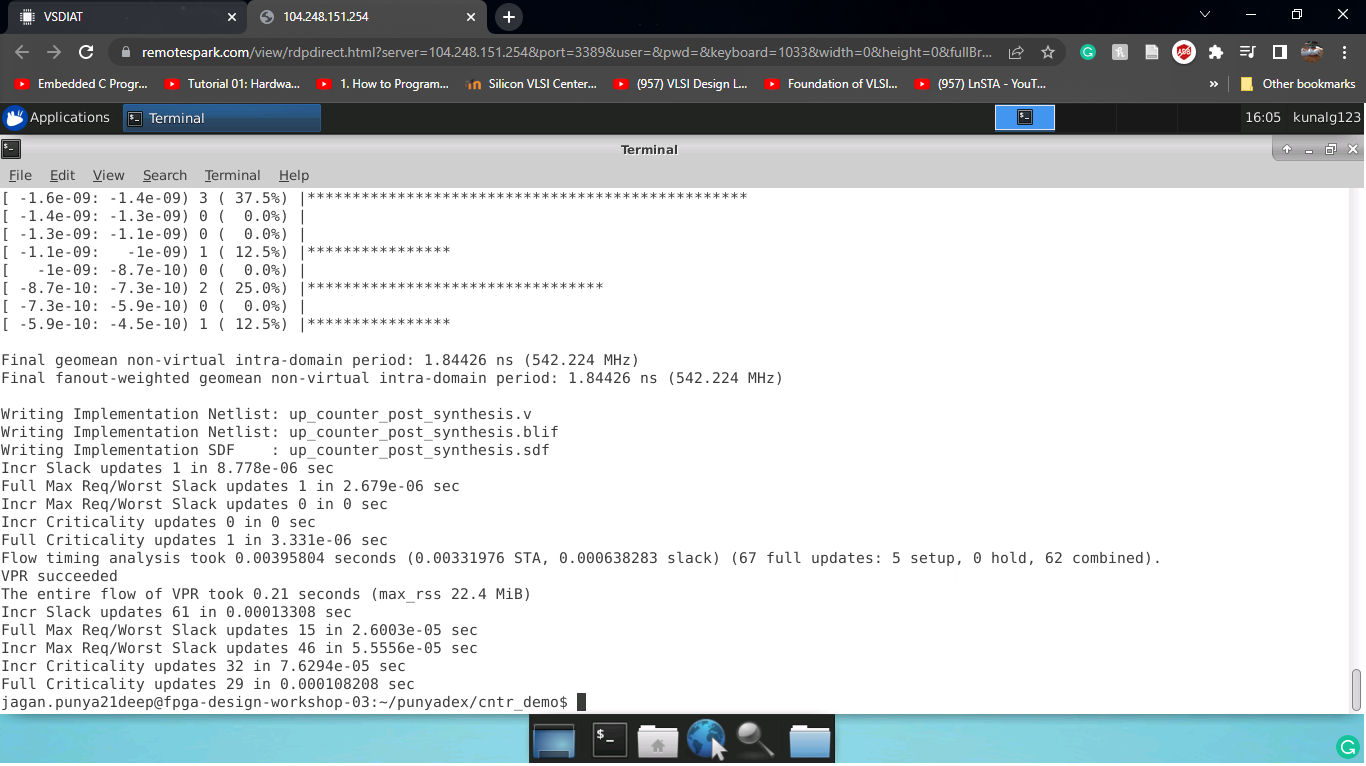 VSDIAT
104.248.151.254
remotespark.com/view/rdpdirect.html?server=104.248.151.254&port=3389&user=&pwd=&keyboard=1033&width=0&height=0&fullBr...
Embedded C Progr... Tutorial 01: Hardwa... 1. How to Program... Silicon VLSI Center... (957) VLSI Design L... Foundation of VLSI... (957) LnSTA - YouT... » Other bookmarks
Applications Terminal 16:05 kunalg123
Terminal
File Edit View Search Terminal Help
[ -1.6e-09: -1.4e-09) 3 ( 37.5%) |*************************************************
[ -1.4e-09: -1.3e-09) 0 (  0.0%) |
[ -1.3e-09: -1.1e-09) 0 (  0.0%) |
[ -1.1e-09:   -1e-09) 1 ( 12.5%) |****************
[   -1e-09: -8.7e-10) 0 (  0.0%) |
[ -8.7e-10: -7.3e-10) 2 ( 25.0%) |*********************************
[ -7.3e-10: -5.9e-10) 0 (  0.0%) |
[ -5.9e-10: -4.5e-10) 1 ( 12.5%) |****************
Final geomean non-virtual intra-domain period: 1.84426 ns (542.224 MHz)
Final fanout-weighted geomean non-virtual intra-domain period: 1.84426 ns (542.224 MHz)
Writing Implementation Netlist: up_counter_post_synthesis.v
Writing Implementation Netlist: up_counter_post_synthesis.blif
Writing Implementation SDF    : up_counter_post_synthesis.sdf
Incr Slack updates 1 in 8.778e-06 sec
Full Max Req/Worst Slack updates 1 in 2.679e-06 sec
Incr Max Req/Worst Slack updates 0 in 0 sec
Incr Criticality updates 0 in 0 sec
Full Criticality updates 1 in 3.331e-06 sec
Flow timing analysis took 0.00395804 seconds (0.00331976 STA, 0.000638283 slack) (67 full updates: 5 setup, 0 hold, 62 combined).
VPR succeeded
The entire flow of VPR took 0.21 seconds (max_rss 22.4 MiB)
Incr Slack updates 61 in 0.00013308 sec
Full Max Req/Worst Slack updates 15 in 2.6003e-05 sec
Incr Max Req/Worst Slack updates 46 in 5.5556e-05 sec
Incr Criticality updates 32 in 7.6294e-05 sec
Full Criticality updates 29 in 0.000108208 sec
jagan.punya21deep@fpga-design-workshop-03:~/punyadex/cntr_demo$